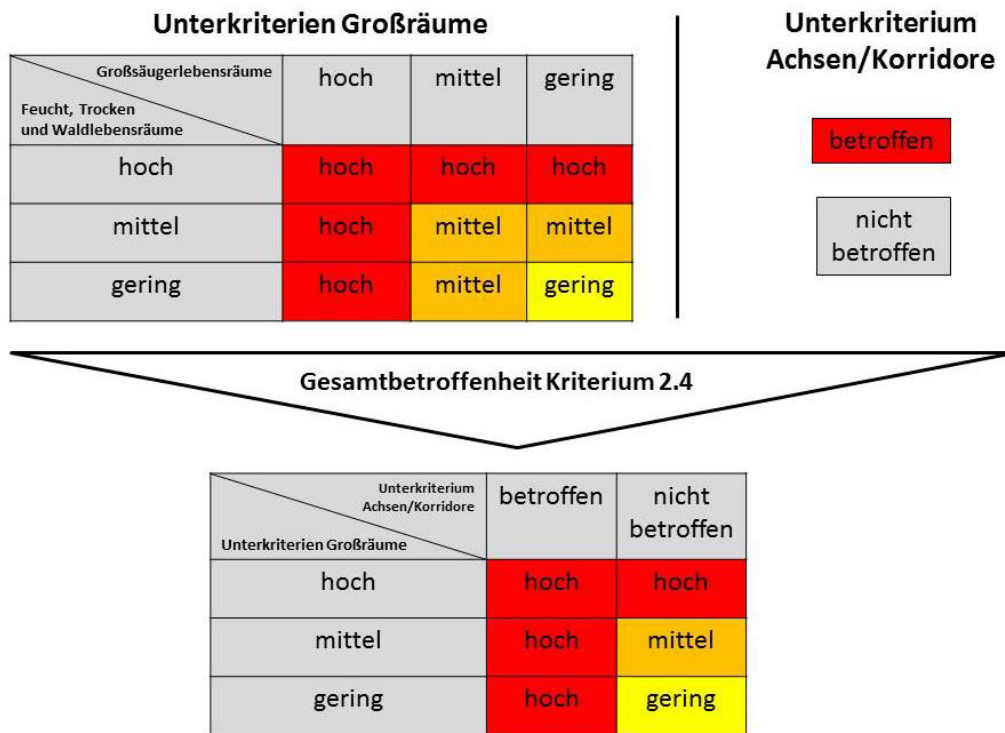 Unterkriterien Großräume
Großsäugerlebensräume
Feucht, Trocken
und Waldlebensräume
hoch
mittel
gering
hoch
hoch
hoch
hoch
mittel
hoch
mittel
mittel
gering
hoch
mittel
gering
Unterkriterium
Achsen/Korridore
betroffen
nicht
betroffen
Gesamtbetroffenheit Kriterium 2.4
Unterkriterium
Achsen/Korridore
Unterkriterien Großräume
betroffen
nicht
betroffen
hoch
hoch
hoch
mittel
hoch
mittel
gering
hoch
gering